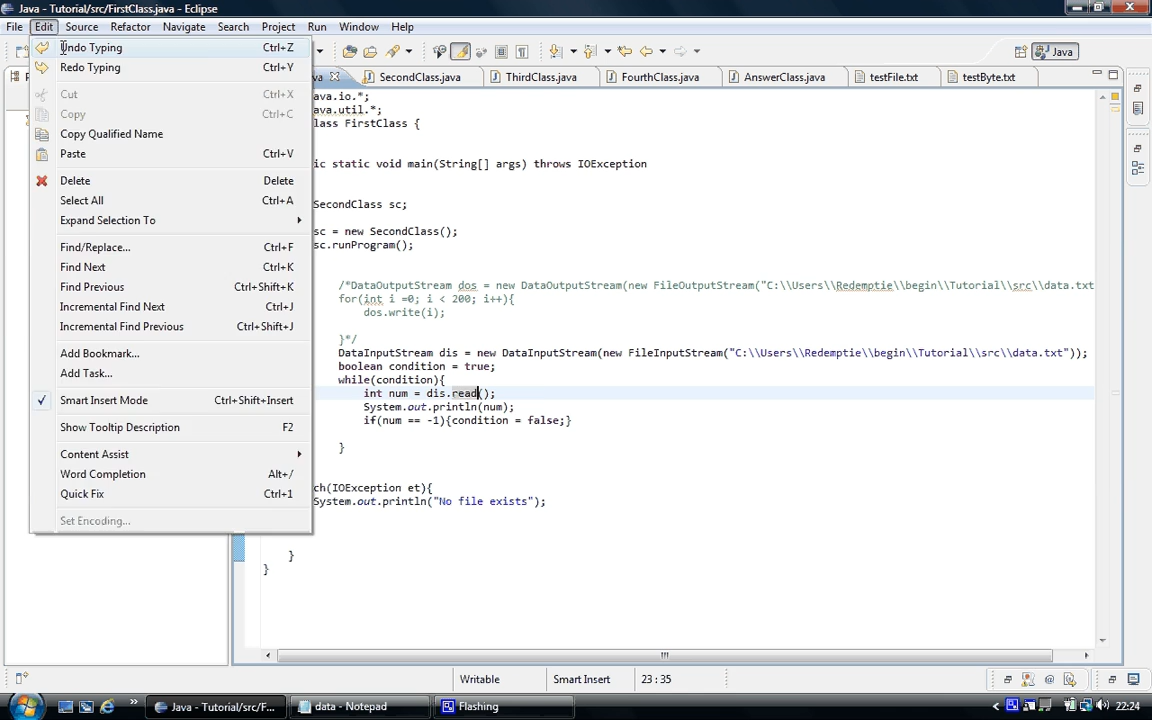 Java - Tutorial/src/FirstClass.java - Eclipse
File Edit Source Refactor Navigate Search Project Run Window Help
Java
va SecondClass.java ThirdClass.java FourthClass.java AnswerClass.java testFile.txt testByte.txt
Undo Typing Ctrl+Z
Redo Typing Ctrl+Y
Cut Ctrl+X
Copy Ctrl+C
Copy Qualified Name
Paste Ctrl+V
Delete Delete
Select All Ctrl+A
Expand Selection To
Find/Replace... Ctrl+F
Find Next Ctrl+K
Find Previous Ctrl+Shift+K
Incremental Find Next Ctrl+J
Incremental Find Previous Ctrl+Shift+J
Add Bookmark...
Add Task...
Smart Insert Mode Ctrl+Shift+Insert
Show Tooltip Description F2
Content Assist
Word Completion Alt+/
Quick Fix Ctrl+1
Set Encoding...
ava.io.*;
ava.util.*;
lass FirstClass {
ic static void main(String[] args) throws IOException
SecondClass sc;
sc = new SecondClass();
sc.runProgram();
/*DataOutputStream dos = new DataOutputStream(new FileOutputStream("C:\\Users\\Redemptie\\begin\\Tutorial\\src\\data.txt
for(int i =0; i < 200; i++){
dos.write(i);
}*/
DataInputStream dis = new DataInputStream(new FileInputStream("C:\\Users\\Redemptie\\begin\\Tutorial\\src\\data.txt"));
boolean condition = true;
while(condition){
int num = dis.read();
System.out.println(num);
if(num == -1){condition = false;}
}
ch(IOException et){
System.out.println("No file exists");
}
}
Writable Smart Insert 23 : 35
Java - Tutorial/src/F... data - Notepad Flashing 22:24